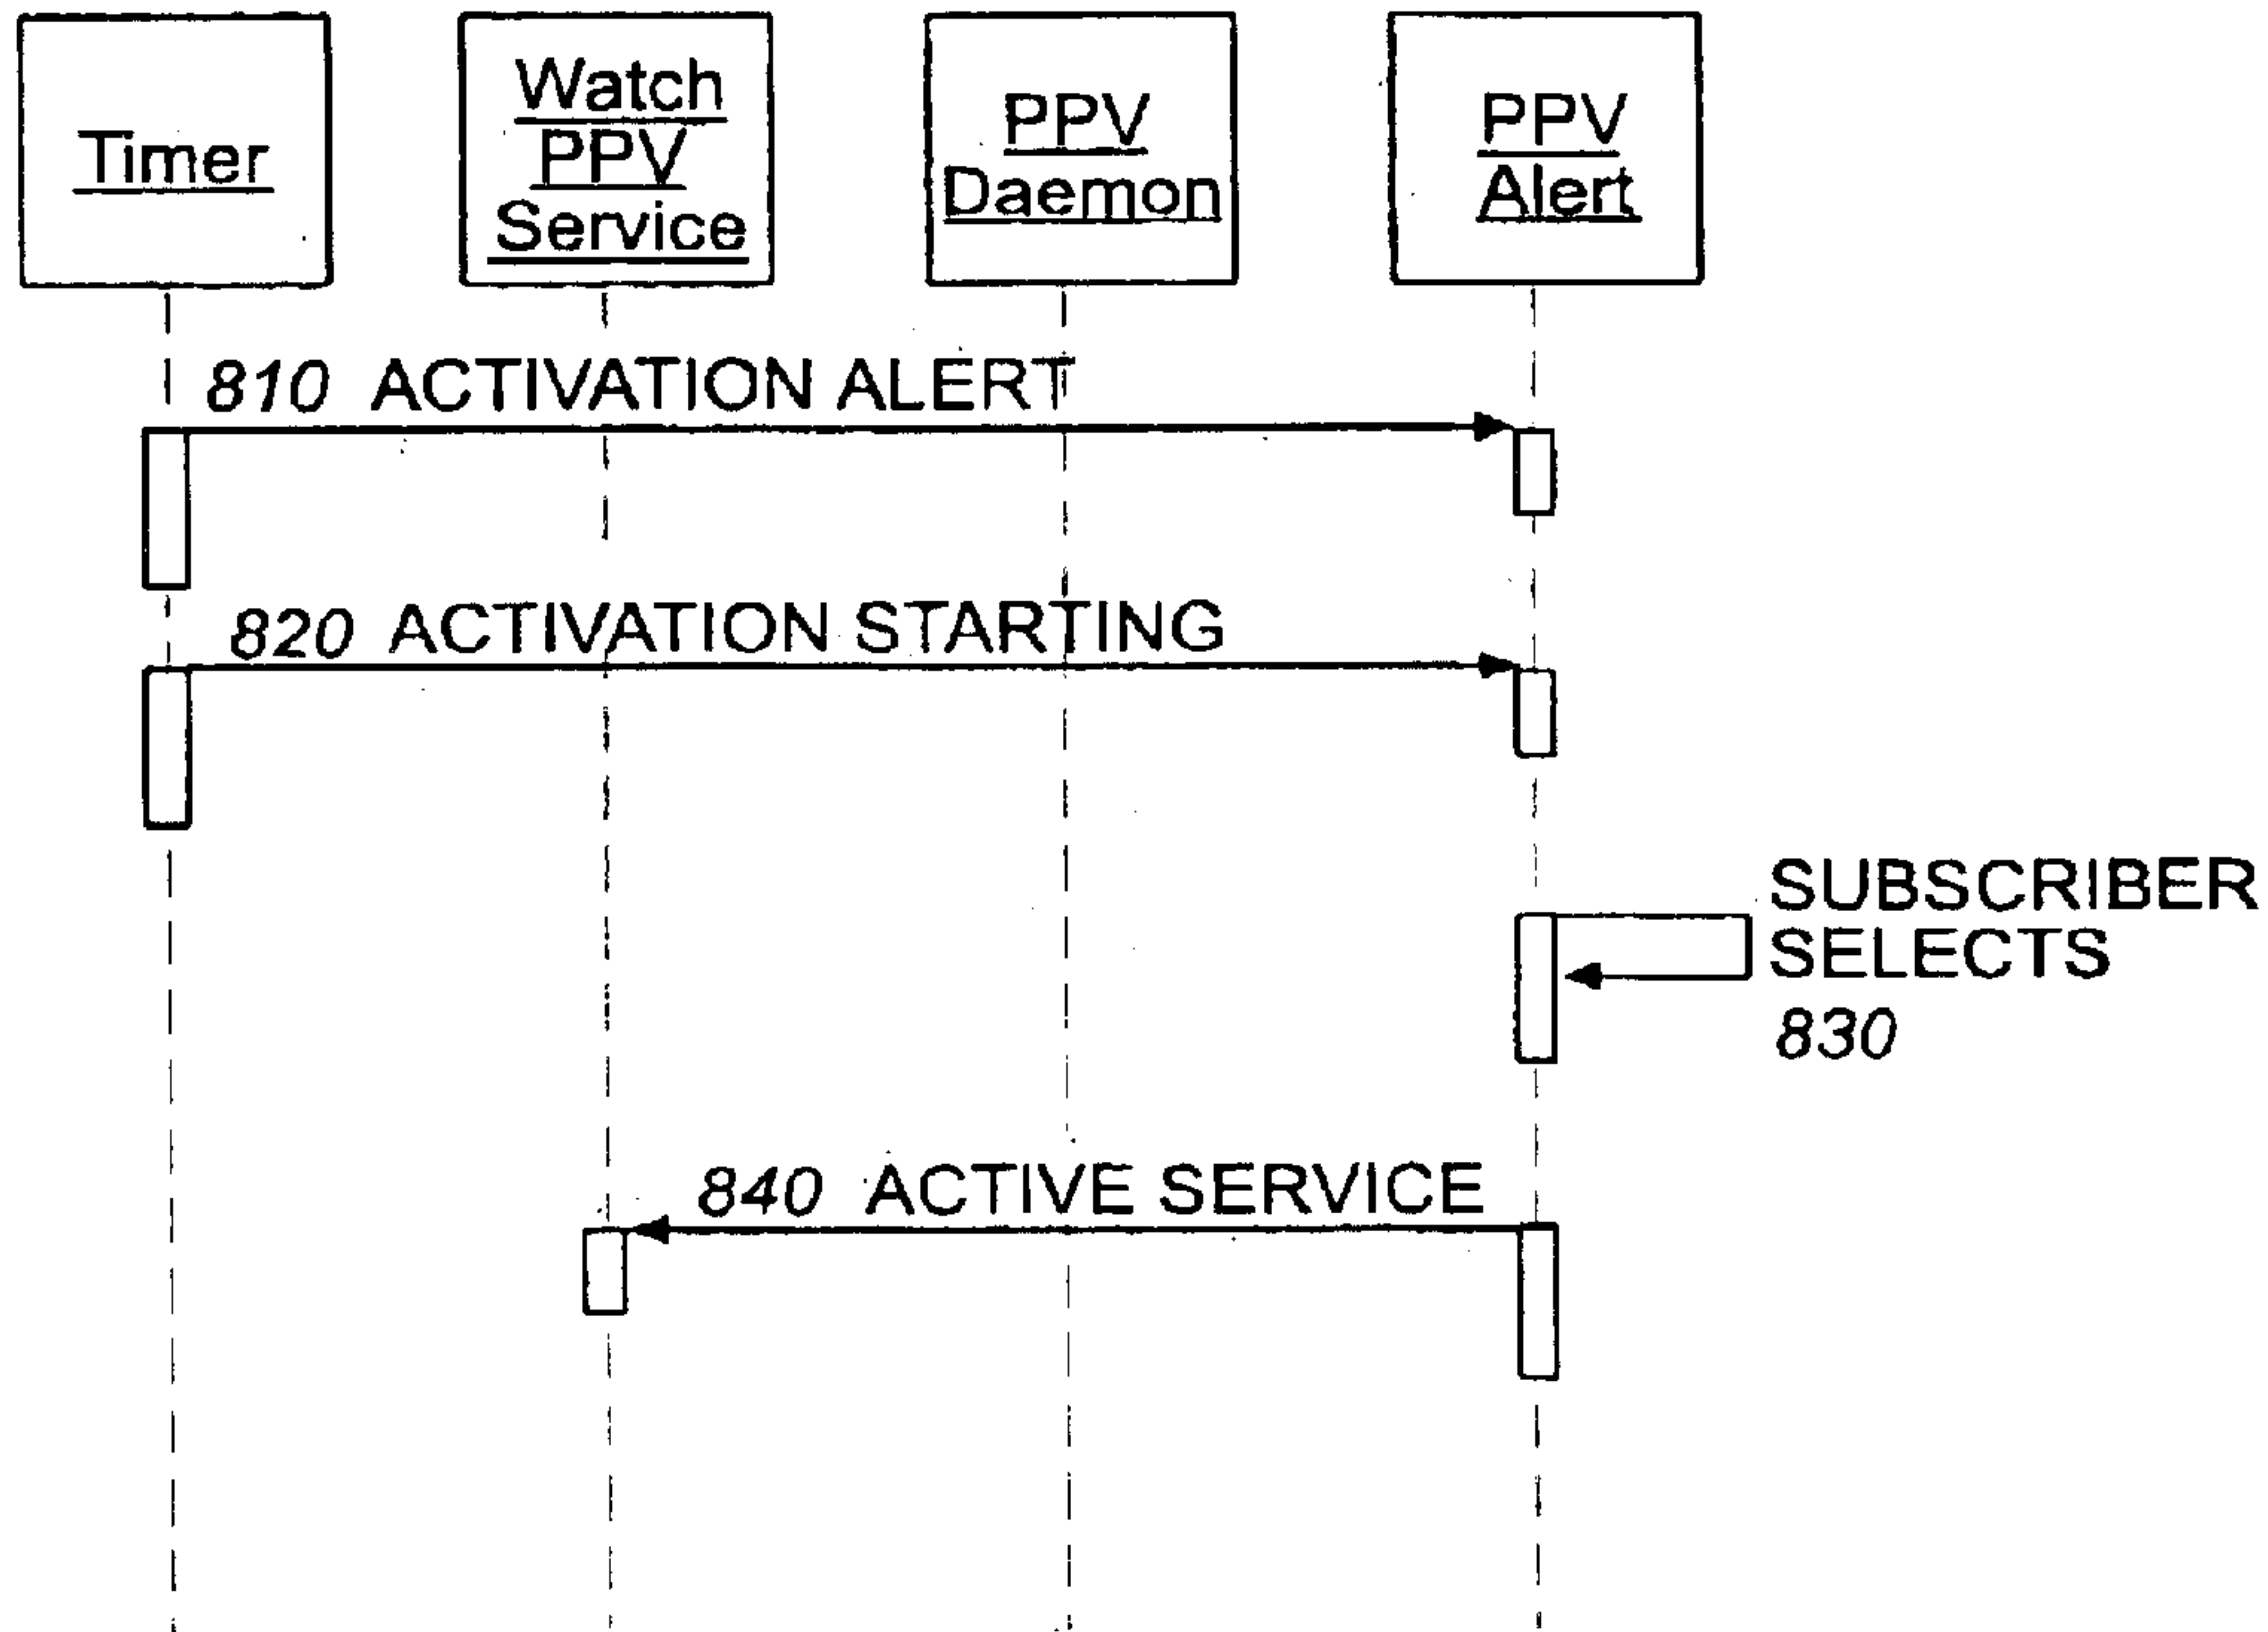 Timer
Watch
PPV
Service
PPV
Daemon
PPV
Alert
810 ACTIVATION ALERT
820 ACTIVATION STARTING
SUBSCRIBER
SELECTS
830
840 ACTIVE SERVICE